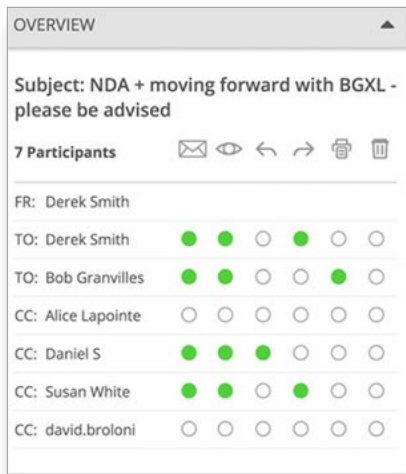 OVERVIEW
Subject: NDA + moving forward with BGXL -
please be advised
7 Participants
FR: Derek Smith
TO: Derek Smith
TO: Bob Granvilles
CC: Alice Lapointe
CC: Daniel S
CC: Susan White
CC: david.broloni